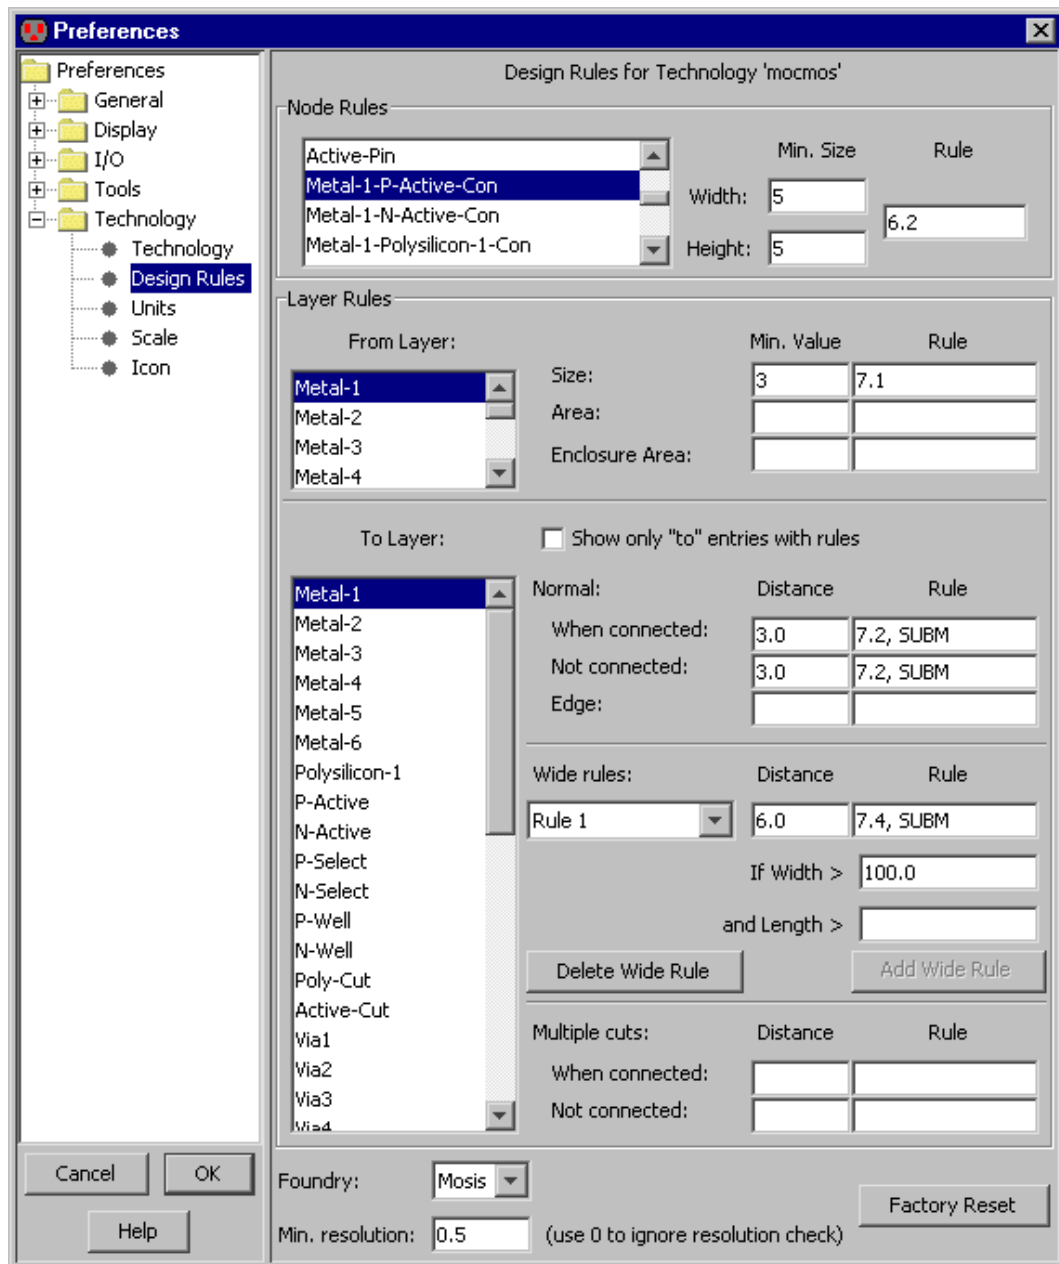 Preferences
Preferences
General
Display
I/O
Tools
Technology
Technology
Design Rules
Units
Scale
Icon
Cancel OK
Help
Design Rules for Technology 'mocmos'
Node Rules
Active-Pin
Metal-1-P-Active-Con
Metal-1-N-Active-Con
Metal-1-Polysilicon-1-Con
Min. Size Rule
Width: 5
6.2
Height: 5
Layer Rules
From Layer:
Metal-1
Metal-2
Metal-3
Metal-4
Min. Value Rule
Size: 3 7.1
Area:
Enclosure Area:
To Layer:
Show only "to" entries with rules
Metal-1
Metal-2
Metal-3
Metal-4
Metal-5
Metal-6
Polysilicon-1
P-Active
N-Active
P-Select
N-Select
P-Well
N-Well
Poly-Cut
Active-Cut
Via1
Via2
Via3
Via4
Normal: Distance Rule
When connected: 3.0 7.2, SUBM
Not connected: 3.0 7.2, SUBM
Edge:
Wide rules: Distance Rule
Rule 1 6.0 7.4, SUBM
If Width > 100.0
and Length >
Delete Wide Rule Add Wide Rule
Multiple cuts: Distance Rule
When connected:
Not connected:
Foundry: Mosis
Factory Reset
Min. resolution: 0.5 (use 0 to ignore resolution check)